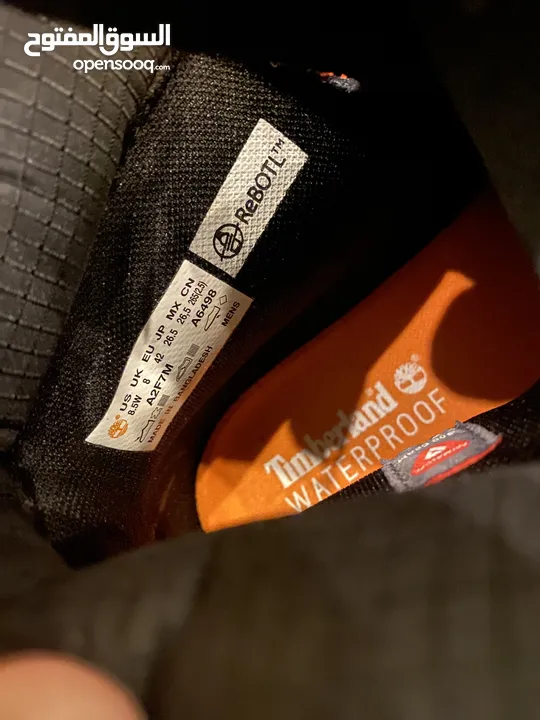 السوق المفتوح
opensooq.com
ReBOTL™
US UK EU JP MX CN
8.5W 8 42 26.5 26.5 265(2.5)
A2F7M A6498
MADE IN BANGLADESH MENS
Timberland
WATERPROOF